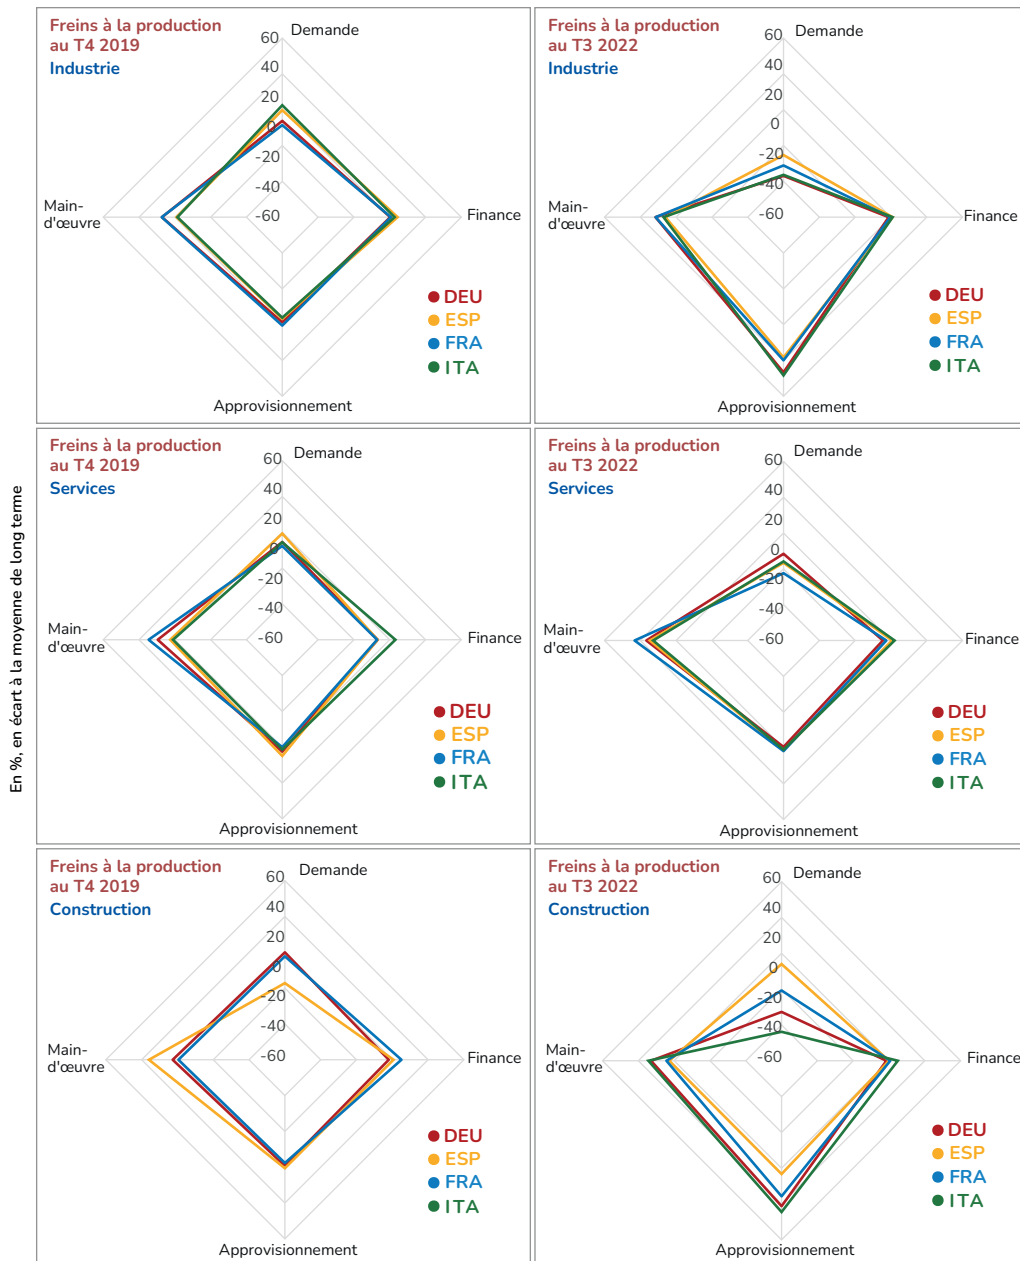 En %, en écart à la moyenne de long terme
Freins à la production
au T4 2019
Industrie
Demande
60
40
20
0
-20
-40
-60
Main-
d'œuvre
Finance
Approvisionnement
DEU
ESP
FRA
ITA
Freins à la production
au T3 2022
Industrie
Demande
60
40
20
0
-20
-40
-60
Main-
d'œuvre
Finance
Approvisionnement
DEU
ESP
FRA
ITA
Freins à la production
au T4 2019
Services
Demande
60
40
20
0
-20
-40
-60
Main-
d'œuvre
Finance
Approvisionnement
DEU
ESP
FRA
ITA
Freins à la production
au T3 2022
Services
Demande
60
40
20
0
-20
-40
-60
Main-
d'œuvre
Finance
Approvisionnement
DEU
ESP
FRA
ITA
Freins à la production
au T4 2019
Construction
Demande
60
40
20
0
-20
-40
-60
Main-
d'œuvre
Finance
Approvisionnement
DEU
ESP
FRA
ITA
Freins à la production
au T3 2022
Construction
Demande
60
40
20
0
-20
-40
-60
Main-
d'œuvre
Finance
Approvisionnement
DEU
ESP
FRA
ITA